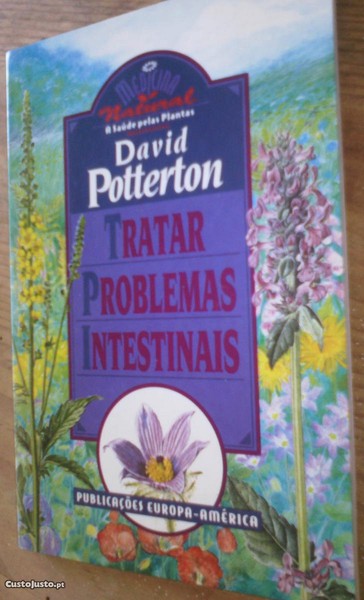 Medicina
Natural
A Saúde pelas Plantas
David
Potterton
TRATAR
PROBLEMAS
INTESTINAIS
PUBLICAÇÕES EUROPA-AMÉRICA
CustoJusto.pt